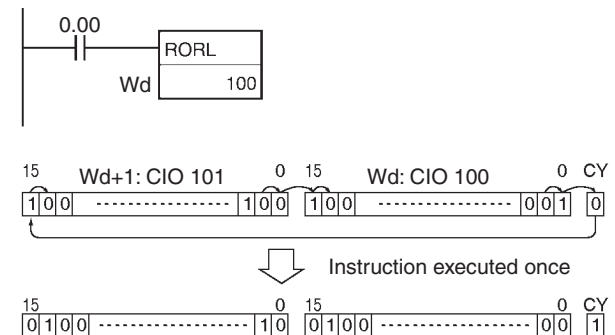 0.00
RORL
Wd 100
15 Wd+1: CIO 101 0 15 Wd: CIO 100 0 CY
1 0 0 1 0 0 1 0 0 0 0 1 0
Instruction executed once
15 0 15 0 CY
0 1 0 0 1 0 0 1 0 0 0 0 1